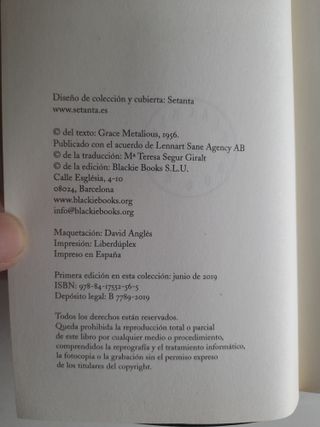 Diseño de colección y cubierta: Setanta
www.setanta.es
© del texto: Grace Metalious, 1956.
Publicado con el acuerdo de Lennart Sane Agency AB
© de la traducción: Mª Teresa Segur Giralt
© de la edición: Blackie Books S.L.U.
Calle Església, 4-10
08024, Barcelona
www.blackiebooks.org
info@blackiebooks.org
Maquetación: David Anglès
Impresión: Liberdúplex
Impreso en España
Primera edición en esta colección: junio de 2019
ISBN: 978-84-17552-56-5
Depósito legal: B 7789-2019
Todos los derechos están reservados.
Queda prohibida la reproducción total o parcial
de este libro por cualquier medio o procedimiento,
comprendidos la reprografía y el tratamiento informático,
la fotocopia o la grabación sin el permiso expreso
de los titulares del copyright.